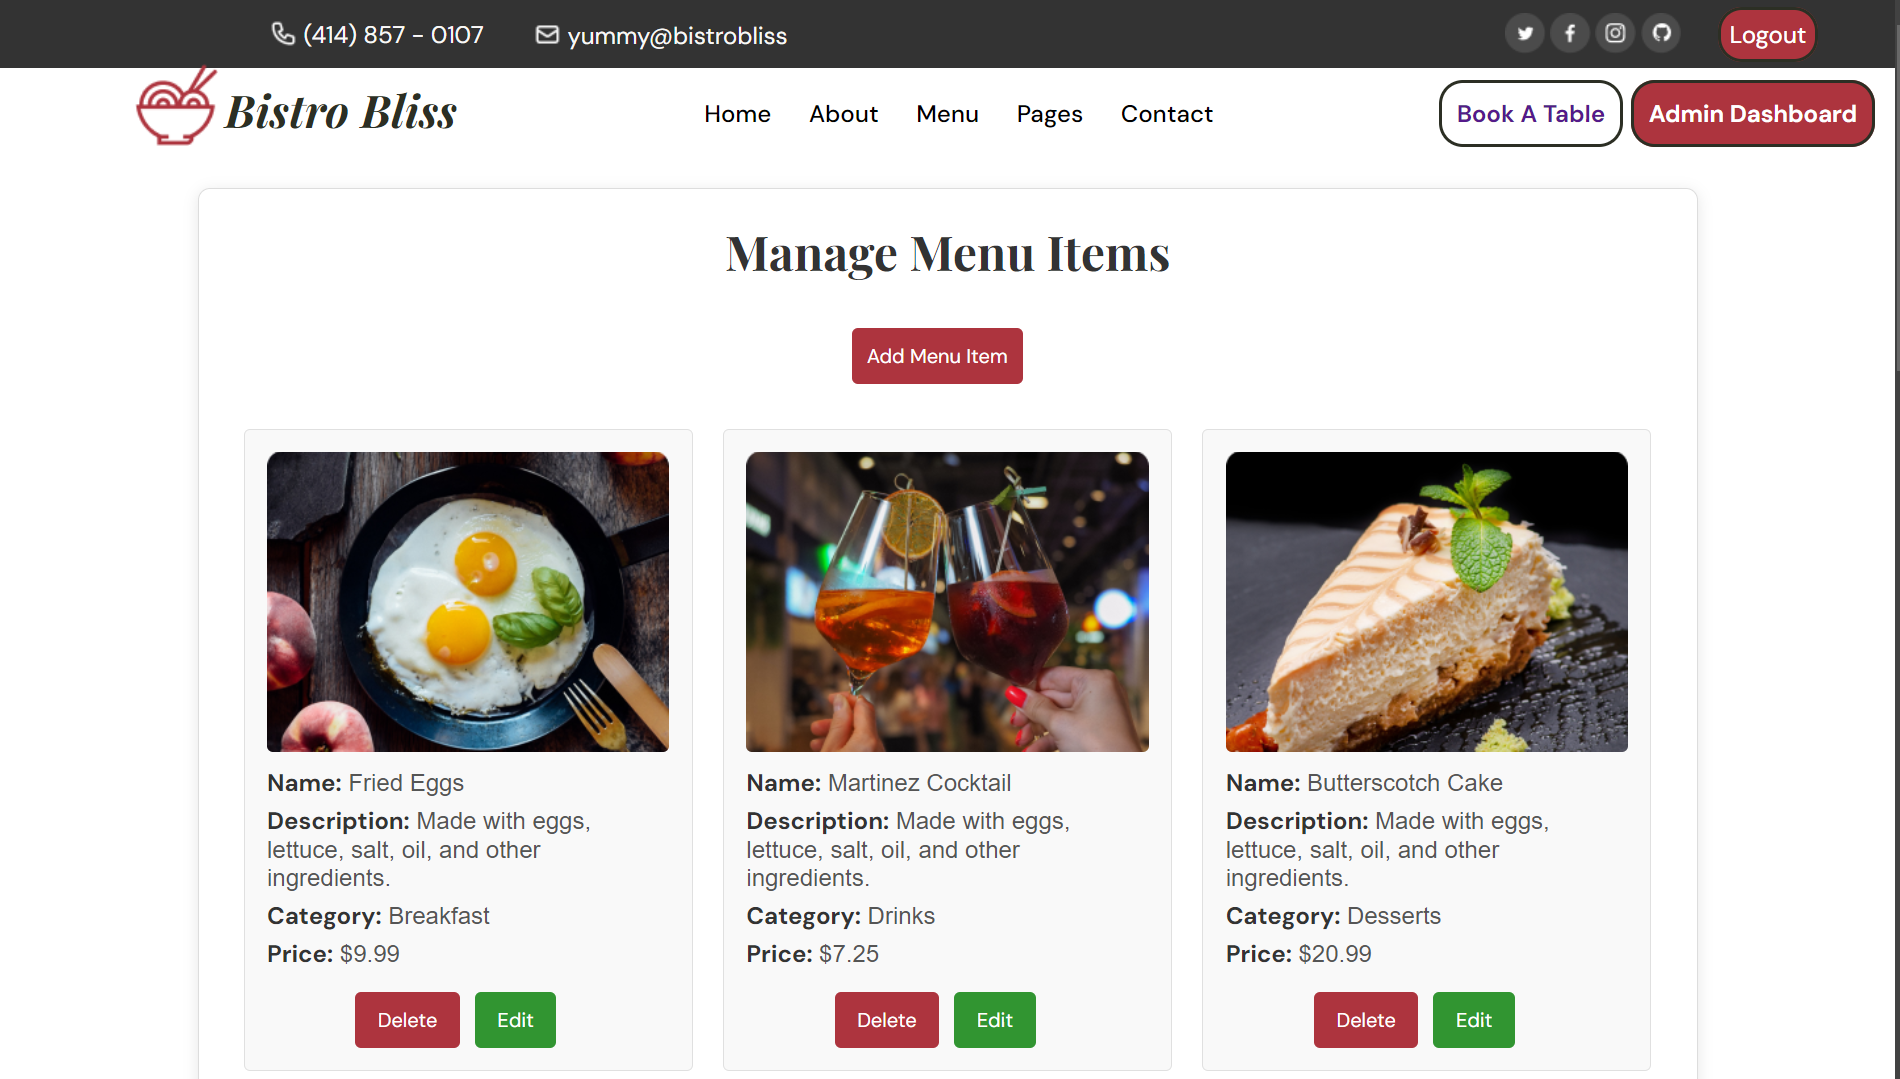 (414) 857 - 0107
yummy@bistrobliss
Logout
Bistro Bliss
Home
About
Menu
Pages
Contact
Book A Table
Admin Dashboard
Manage Menu Items
Add Menu Item
Name: Fried Eggs
Description: Made with eggs,
lettuce, salt, oil, and other
ingredients.
Category: Breakfast
Price: $9.99
Delete
Edit
Name: Martinez Cocktail
Description: Made with eggs,
lettuce, salt, oil, and other
ingredients.
Category: Drinks
Price: $7.25
Delete
Edit
Name: Butterscotch Cake
Description: Made with eggs,
lettuce, salt, oil, and other
ingredients.
Category: Desserts
Price: $20.99
Delete
Edit